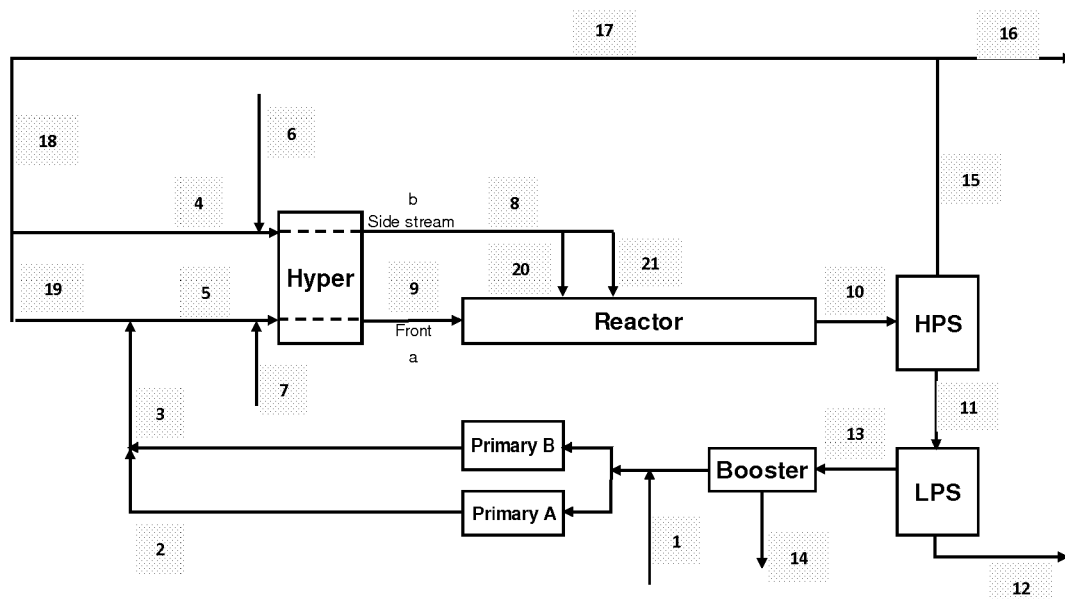 17
16
18
6
15
4
b
8
Side stream
20
21
Hyper
19
5
9
10
Reactor
HPS
Front
a
7
3
11
13
Primary B
Booster
LPS
Primary A
2
1
14
12